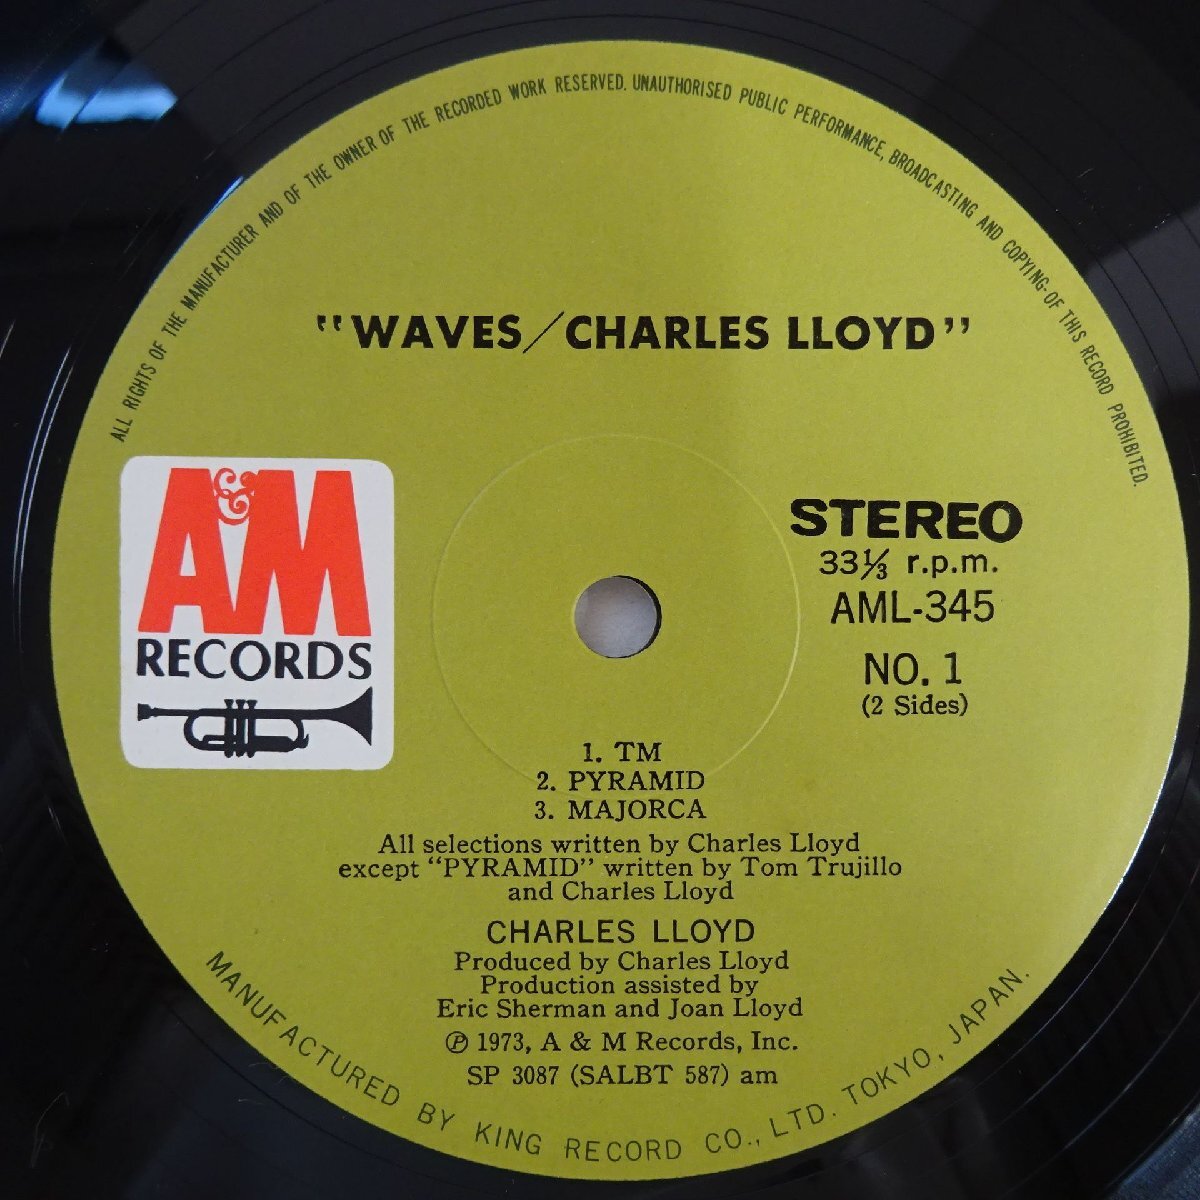 ALL RIGHTS OF THE MANUFACTURER AND OF THE OWNER OF THE RECORDED WORK RESERVED. UNAUTHORISED PUBLIC PERFORMANCE, BROADCASTING AND COPYING OF THIS RECORD PROHIBITED.
"WAVES/CHARLES LLOYD"
A&M
RECORDS
STEREO
33⅓ r.p.m.
AML-345
NO. 1
(2 Sides)
1. TM
2. PYRAMID
3. MAJORCA
All selections written by Charles Lloyd
except "PYRAMID" written by Tom Trujillo
and Charles Lloyd
CHARLES LLOYD
Produced by Charles Lloyd
Production assisted by
Eric Sherman and Joan Lloyd
℗ 1973, A & M Records, Inc.
SP 3087 (SALBT 587) am
MANUFACTURED BY KING RECORD CO., LTD. TOKYO, JAPAN.